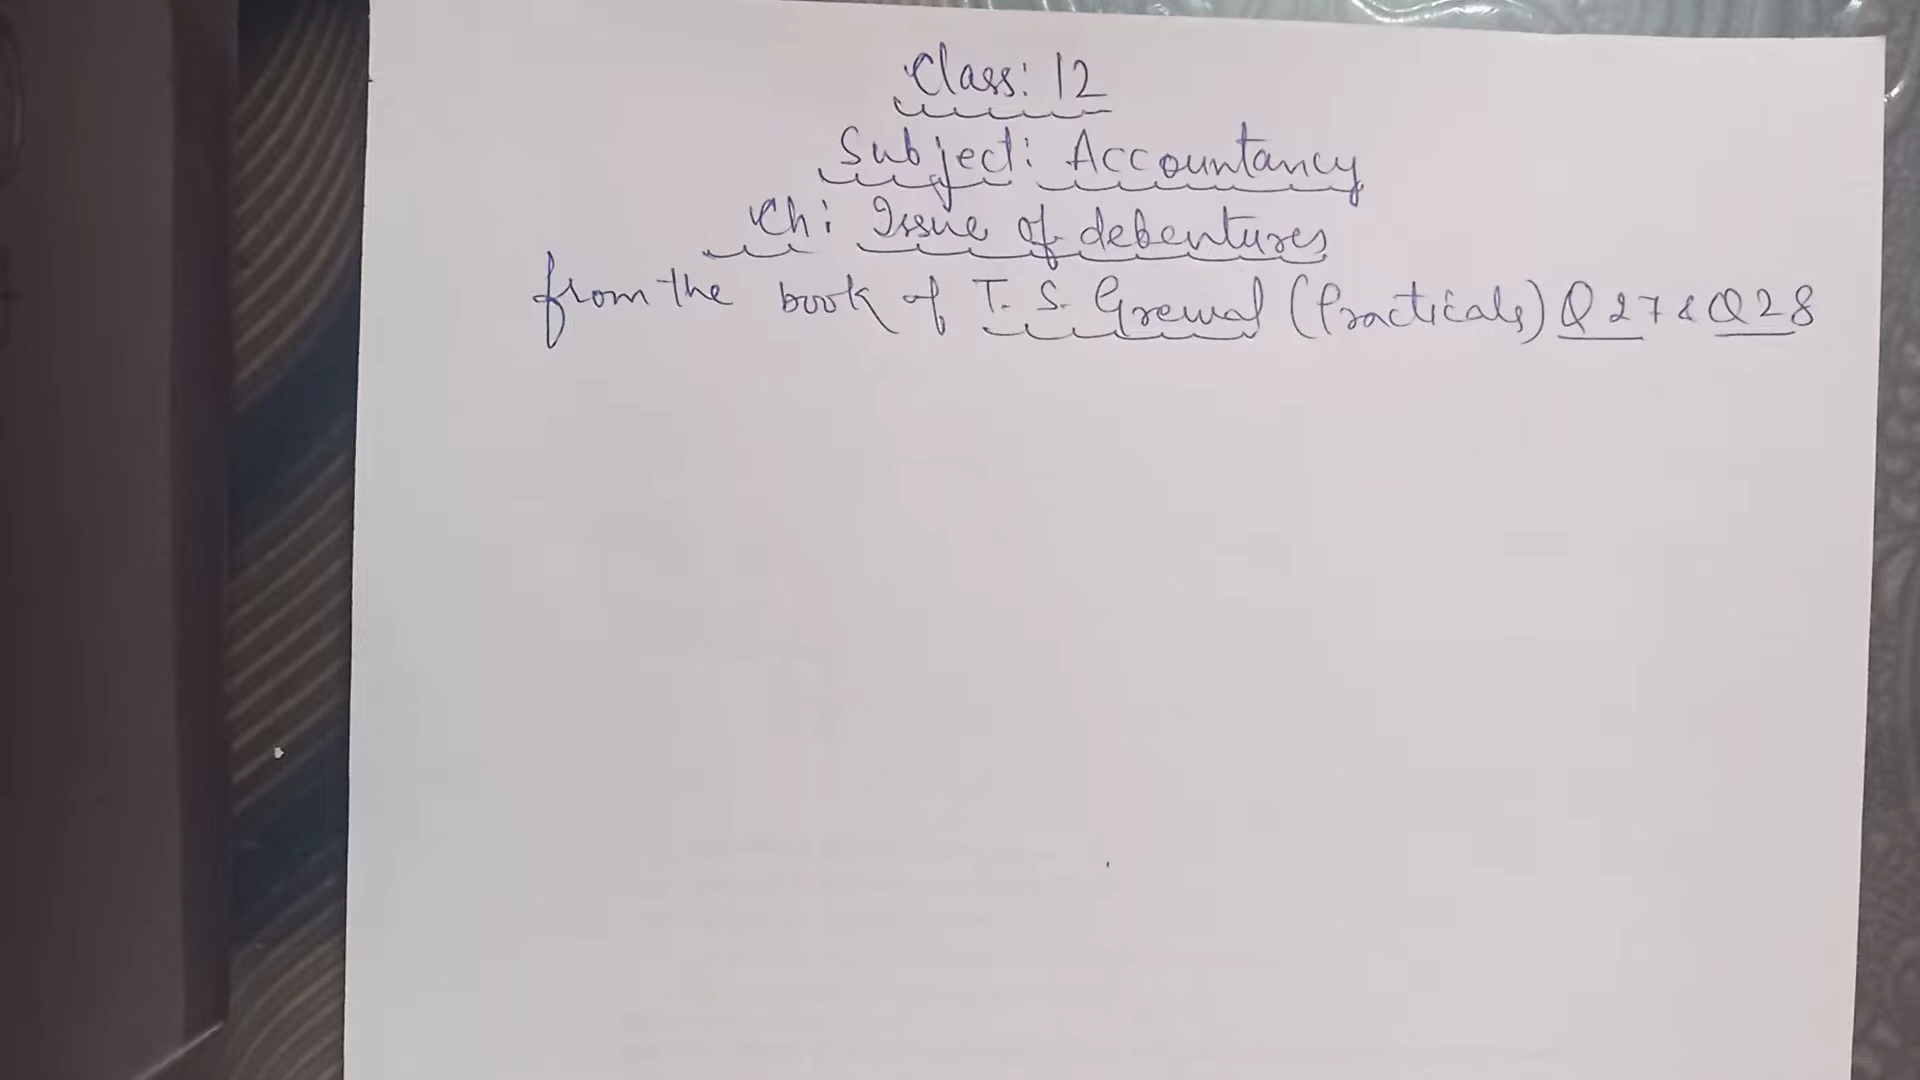 Class: 12
Subject: Accountancy
Ch: Issue of debentures
from the book of T. S. Grewal (Practicals) Q 27 & Q 28